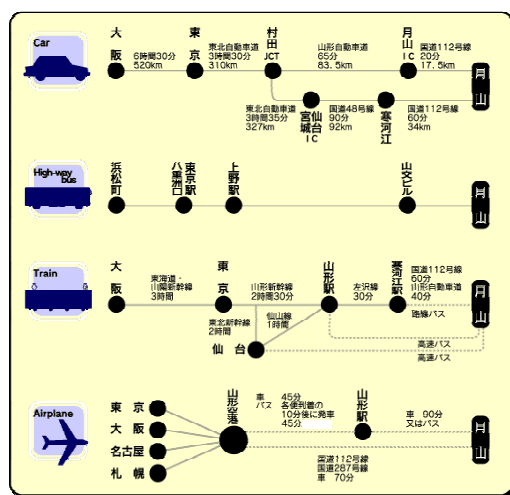 Car
大阪
6時間30分
520km
東京
東北自動車道
3時間30分
310km
村田JCT
山形自動車道
65分
83.5km
月山IC
国道112号線
20分
17.5km
月山
東北自動車道
3時間35分
327km
仙台宮城IC
国道48号線
90分
92km
寒河江
国道112号線
60分
34km
High-way bus
浜松町
東京駅八重洲口
上野駅
山交ビル
月山
Train
大阪
東海道・
山陽新幹線
3時間
東京
山形新幹線
2時間30分
山形駅
左沢線
30分
寒河江駅
国道112号線
60分
山形自動車道
40分
路線バス
月山
東北新幹線
2時間
仙山線
1時間
仙台
高速バス
高速バス
Airplane
東京
大阪
名古屋
札幌
山形空港
車 45分
バス 各便到着の
10分後に発車
45分
山形駅
車 90分
又はバス
月山
国道112号線
国道287号線
車 70分